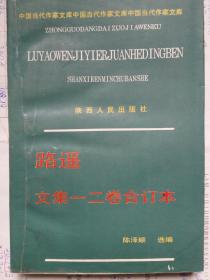 中国当代作家文库中国当代作家文库中国当代作家文库
ZHONGGUODANGDAIZUOJIAWENKU
LUYAOWENJIYIERJUANHEDINGBEN
SHANXIRENMINCHUBANSHE
陕西人民出版社
路遥
文集一二卷合订本
陈泽顺 选编